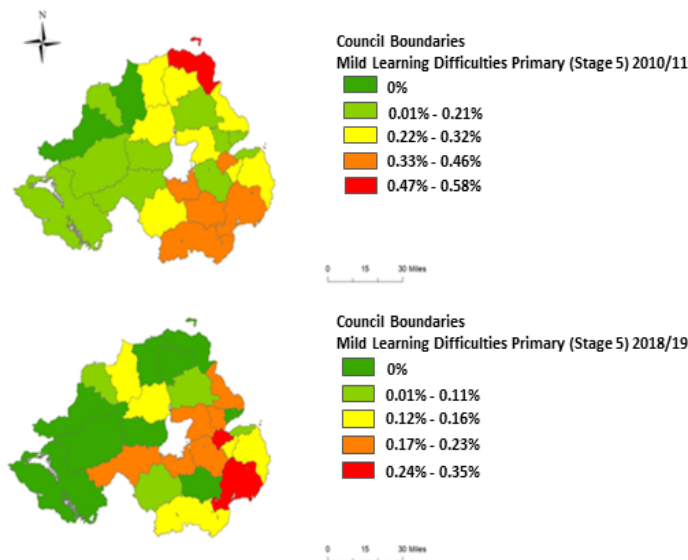 N
Council Boundaries
Mild Learning Difficulties Primary (Stage 5) 2010/11
0%
0.01% - 0.21%
0.22% - 0.32%
0.33% - 0.46%
0.47% - 0.58%
0 15 30 Miles
Council Boundaries
Mild Learning Difficulties Primary (Stage 5) 2018/19
0%
0.01% - 0.11%
0.12% - 0.16%
0.17% - 0.23%
0.24% - 0.35%
0 15 30 Miles